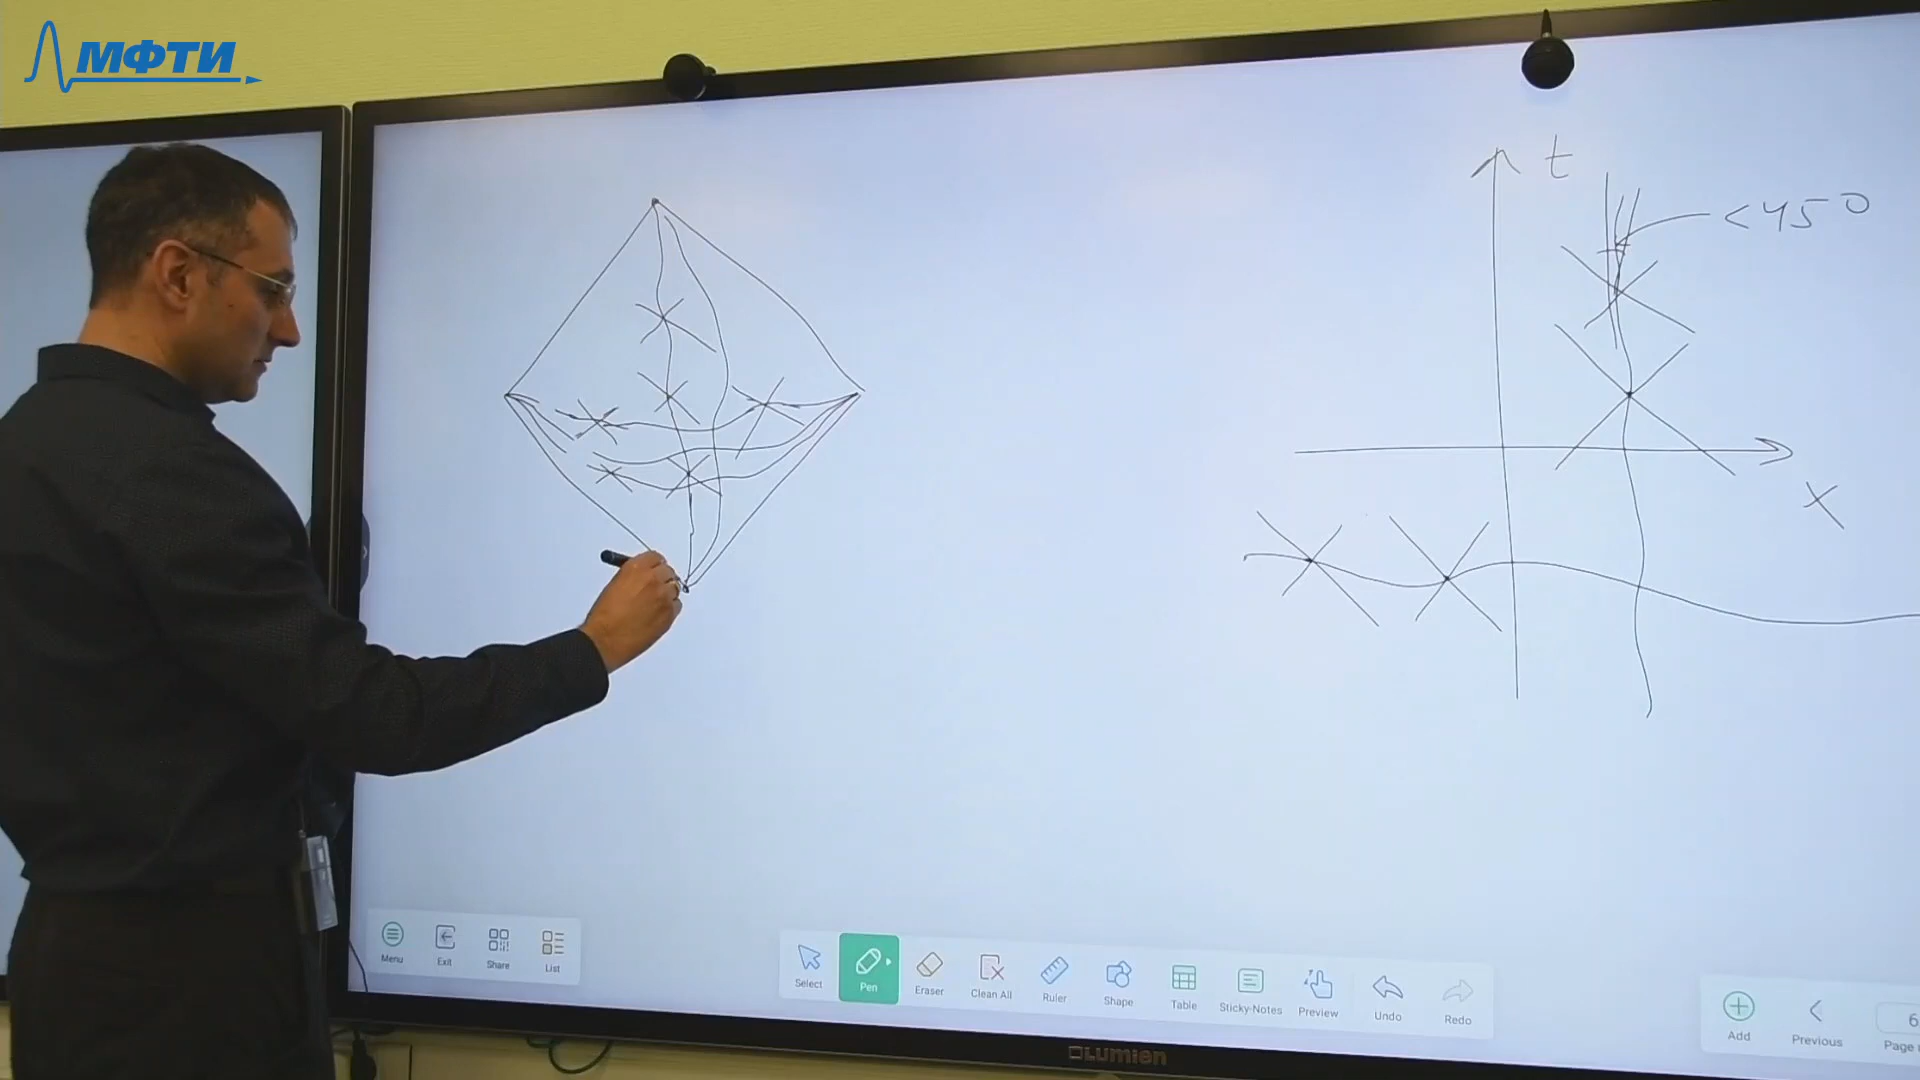 МФТИ
t
< 45°
x
Menu
Exit
Share
List
Select
Pen
Eraser
Clean All
Ruler
Shape
Table
Sticky-Notes
Preview
Undo
Redo
Add
Previous
6
Page
Lumien